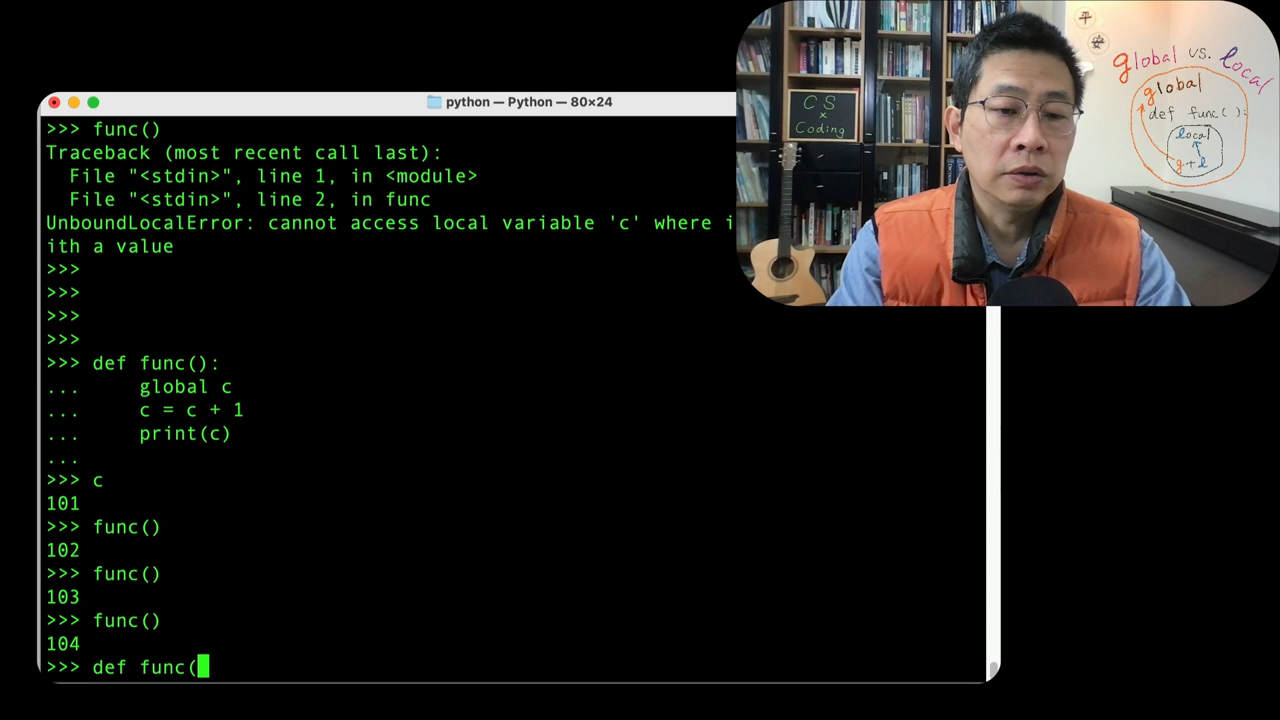 python — Python — 80×24
>>> func()
Traceback (most recent call last):
  File "<stdin>", line 1, in <module>
  File "<stdin>", line 2, in func
UnboundLocalError: cannot access local variable 'c' where i
ith a value
>>>
>>>
>>>
>>>
>>> def func():
...     global c
...     c = c + 1
...     print(c)
...
>>> c
101
>>> func()
102
>>> func()
103
>>> func()
104
>>> def func(
CS
×
Coding
平
安
global vs. local
global
def func():
local
g+l